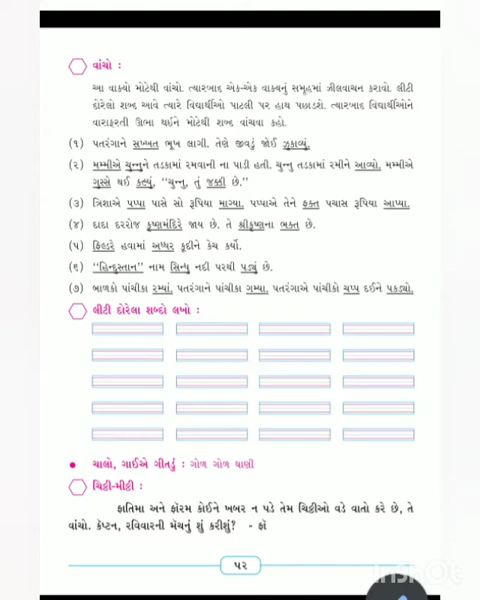 વાંચો :
આ વાક્યો મોટેથી વાંચો. ત્યારબાદ એક-એક વાક્યનું સમૂહમાં ઝીલવાચન કરાવો. લીટી
દોરેલો શબ્દ આવે ત્યારે વિદ્યાર્થીઓ પાટલી પર હાથ પછાડશે. ત્યારબાદ વિદ્યાર્થીઓને
વારાફરતી ઊભા થઈને મોટેથી શબ્દ વાંચવા કહો.
(૧) પતરંગાને સખ્ખત ભૂખ લાગી. તેણે જીવડું જોઈ ઝુકાવ્યું.
(૨) મમ્મીએ ચુન્નુને તડકામાં રમવાની ના પાડી હતી. ચુન્નુ તડકામાં રમીને આવ્યો. મમ્મીએ
ગુસ્સે થઈ કહ્યું, “ચુન્નુ, તું જક્કી છે.”
(૩) ત્રિશાએ પપ્પા પાસે સો રૂપિયા માગ્યા. પપ્પાએ તેને ફક્ત પચાસ રૂપિયા આપ્યા.
(૪) દાદા દરરોજ કૃષ્ણમંદિરે જાય છે. તે શ્રીકૃષ્ણના ભક્ત છે.
(૫) ફિલ્ડરે હવામાં અધ્ધર કૂદીને કેચ કર્યો.
(૬) “હિન્દુસ્તાન” નામ સિન્ધુ નદી પરથી પડ્યું છે.
(૭) બાળકો પાંચીકા રમ્યાં. પતરંગાને પાંચીકા ગમ્યા. પતરંગાએ પાંચીકો ચપ્પ દઈને પકડ્યો.
લીટી દોરેલા શબ્દો લખો :
• ચાલો, ગાઈએ ગીતડું : ગોળ ગોળ ધાણી
ચિઠ્ઠી-મીઠ્ઠી :
ફાતિમા અને ફૉરમ કોઈને ખબર ન પડે તેમ ચિઠ્ઠીઓ વડે વાતો કરે છે, તે
વાંચો. કૅપ્ટન, રવિવારની મૅચનું શું કરીશું? - ફૉ
૫૨
InShOt